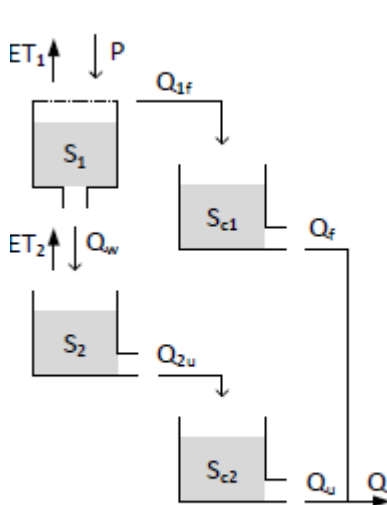 ET₁ P
Q₁f
S₁
Sc₁ Qf
ET₂ Qw
S₂ Q₂ᵤ
Sc₂ Qᵤ Q